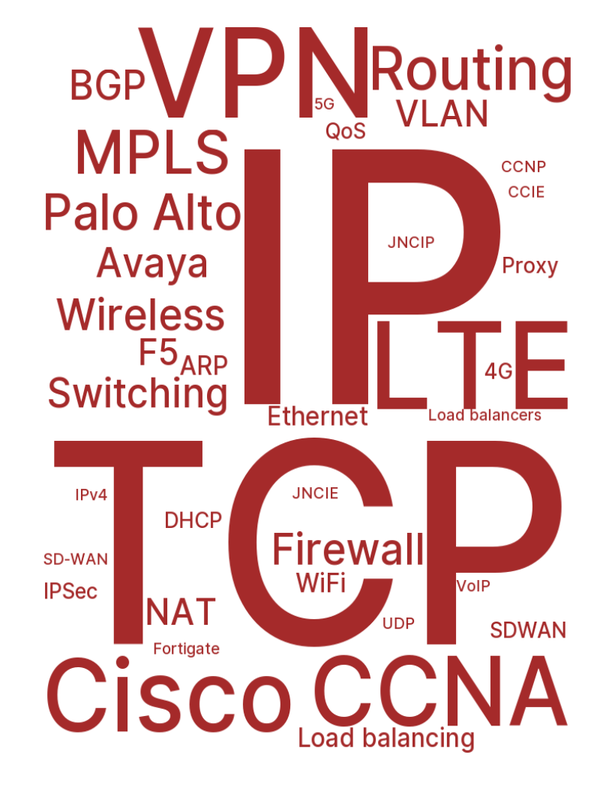 VPN
Routing
BGP
5G
VLAN
QoS
MPLS
IP
CCNP
CCIE
Palo Alto
JNCIP
Avaya
Proxy
Wireless
LTE
F5
ARP
4G
Switching
Ethernet
Load balancers
TCP
IPv4
JNCIE
DHCP
Firewall
SD-WAN
WiFi
VoIP
IPSec
NAT
UDP
SDWAN
Fortigate
Cisco
CCNA
Load balancing